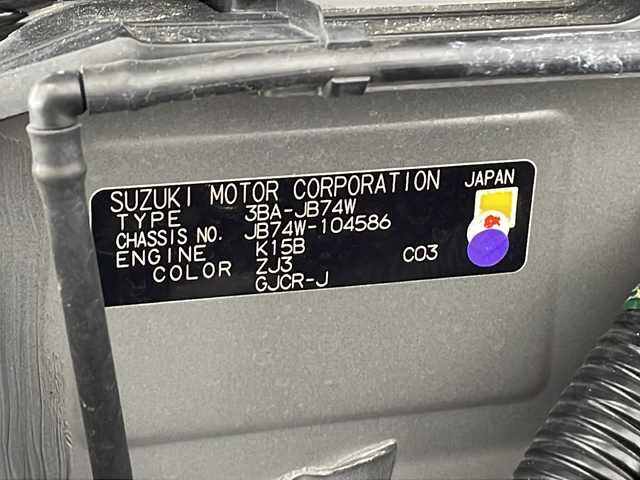 SUZUKI MOTOR CORPORATION JAPAN
TYPE 3BA-JB74W
CHASSIS NO. JB74W-104586
ENGINE K15B
COLOR ZJ3 C03
GJCR-J